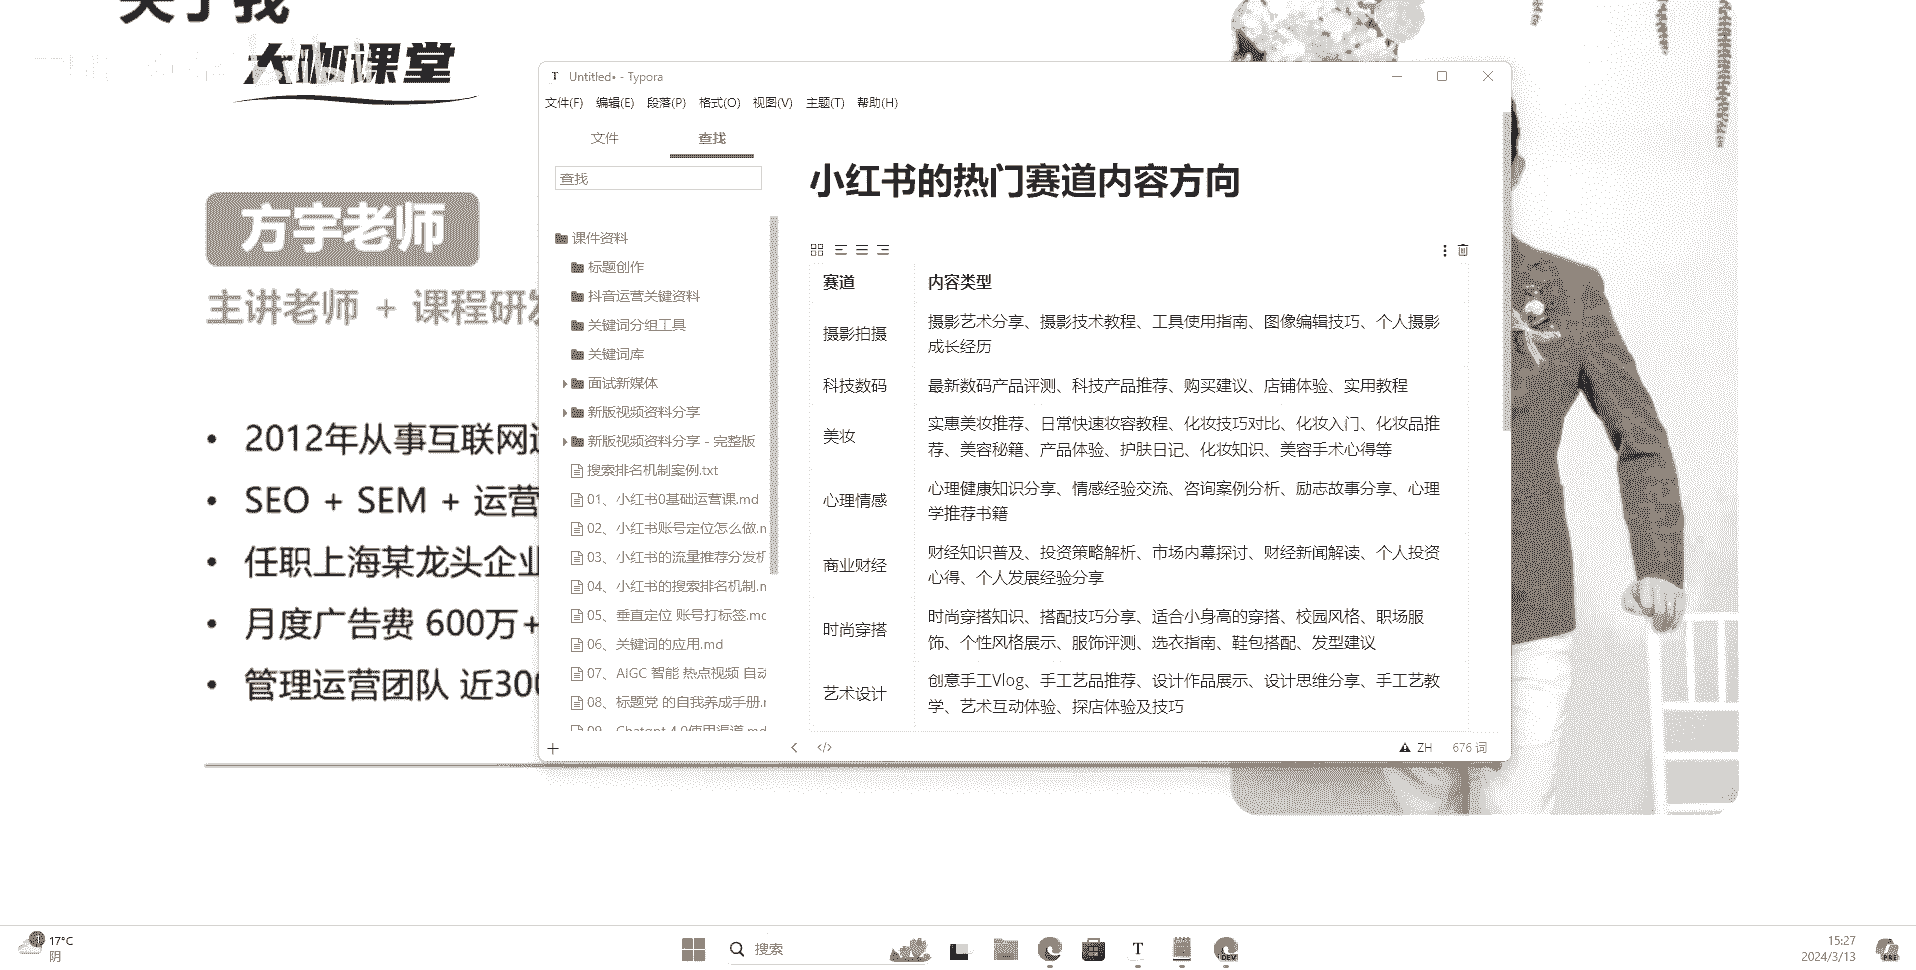 关于我
大咖课堂
方宇老师
主讲老师 + 课程研发
• 2012年从事互联网
• SEO + SEM + 运营
• 任职上海某龙头企业
• 月度广告费 600万+
• 管理运营团队 近300
Untitled• - Typora
文件(F) 编辑(E) 段落(P) 格式(O) 视图(V) 主题(T) 帮助(H)
文件 查找
查找
课件资料
标题创作
抖音运营关键资料
关键词分组工具
关键词库
面试新媒体
新版视频资料分享
新版视频资料分享 - 完整版
搜索排名机制案例.txt
01、小红书0基础运营课.md
02、小红书账号定位怎么做.m
03、小红书的流量推荐分发机
04、小红书的搜索排名机制.m
05、垂直定位 账号打标签.md
06、关键词的应用.md
07、AIGC 智能 热点视频 自动
08、标题党 的自我养成手册.m
09、Chatgpt 4.0使用渠道.md
小红书的热门赛道内容方向
赛道 内容类型
摄影拍摄 摄影艺术分享、摄影技术教程、工具使用指南、图像编辑技巧、个人摄影
成长经历
科技数码 最新数码产品评测、科技产品推荐、购买建议、店铺体验、实用教程
美妆 实惠美妆推荐、日常快速妆容教程、化妆技巧对比、化妆入门、化妆品推
荐、美容秘籍、产品体验、护肤日记、化妆知识、美容手术心得等
心理情感 心理健康知识分享、情感经验交流、咨询案例分析、励志故事分享、心理
学推荐书籍
商业财经 财经知识普及、投资策略解析、市场内幕探讨、财经新闻解读、个人投资
心得、个人发展经验分享
时尚穿搭 时尚穿搭知识、搭配技巧分享、适合小身高的穿搭、校园风格、职场服
饰、个性风格展示、服饰评测、选衣指南、鞋包搭配、发型建议
艺术设计 创意手工Vlog、手工艺品推荐、设计作品展示、设计思维分享、手工艺教
学、艺术互动体验、探店体验及技巧
ZH 676 词
17°C
阴
搜索
15:27
2024/3/13